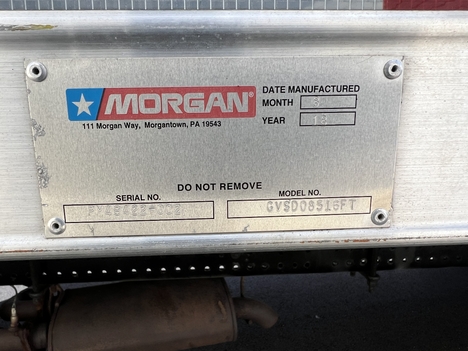 MORGAN®
111 Morgan Way, Morgantown, PA 19543
DATE MANUFACTURED
MONTH
YEAR
DO NOT REMOVE
SERIAL NO.
MODEL NO.
GVSD08516FT